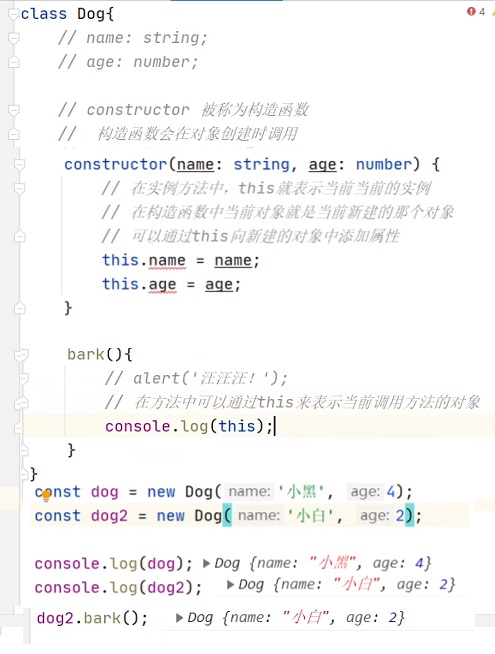 class Dog{ 4
// name: string;
// age: number;
// constructor 被称为构造函数
// 构造函数会在对象创建时调用
constructor(name: string, age: number) {
// 在实例方法中，this就表示当前当前的实例
// 在构造函数中当前对象就是当前新建的那个对象
// 可以通过this向新建的对象中添加属性
this.name = name;
this.age = age;
}
bark(){
// alert('汪汪汪！');
// 在方法中可以通过this来表示当前调用方法的对象
console.log(this);
}
}
const dog = new Dog( name: '小黑', age: 4);
const dog2 = new Dog( name: '小白', age: 2);
console.log(dog); ▶Dog {name: "小黑", age: 4}
console.log(dog2); ▶Dog {name: "小白", age: 2}
dog2.bark(); ▶Dog {name: "小白", age: 2}